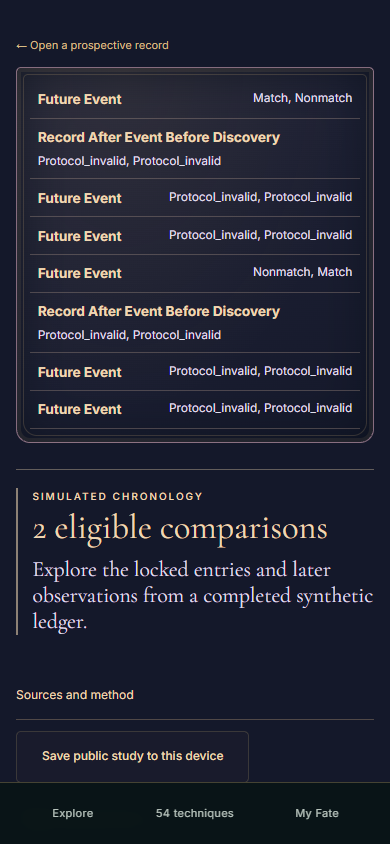 ← Open a prospective record
Future Event Match, Nonmatch
Record After Event Before Discovery
Protocol_invalid, Protocol_invalid
Future Event Protocol_invalid, Protocol_invalid
Future Event Protocol_invalid, Protocol_invalid
Future Event Nonmatch, Match
Record After Event Before Discovery
Protocol_invalid, Protocol_invalid
Future Event Protocol_invalid, Protocol_invalid
Future Event Protocol_invalid, Protocol_invalid
SIMULATED CHRONOLOGY
2 eligible comparisons
Explore the locked entries and later
observations from a completed synthetic
ledger.
Sources and method
Save public study to this device
Explore 54 techniques My Fate